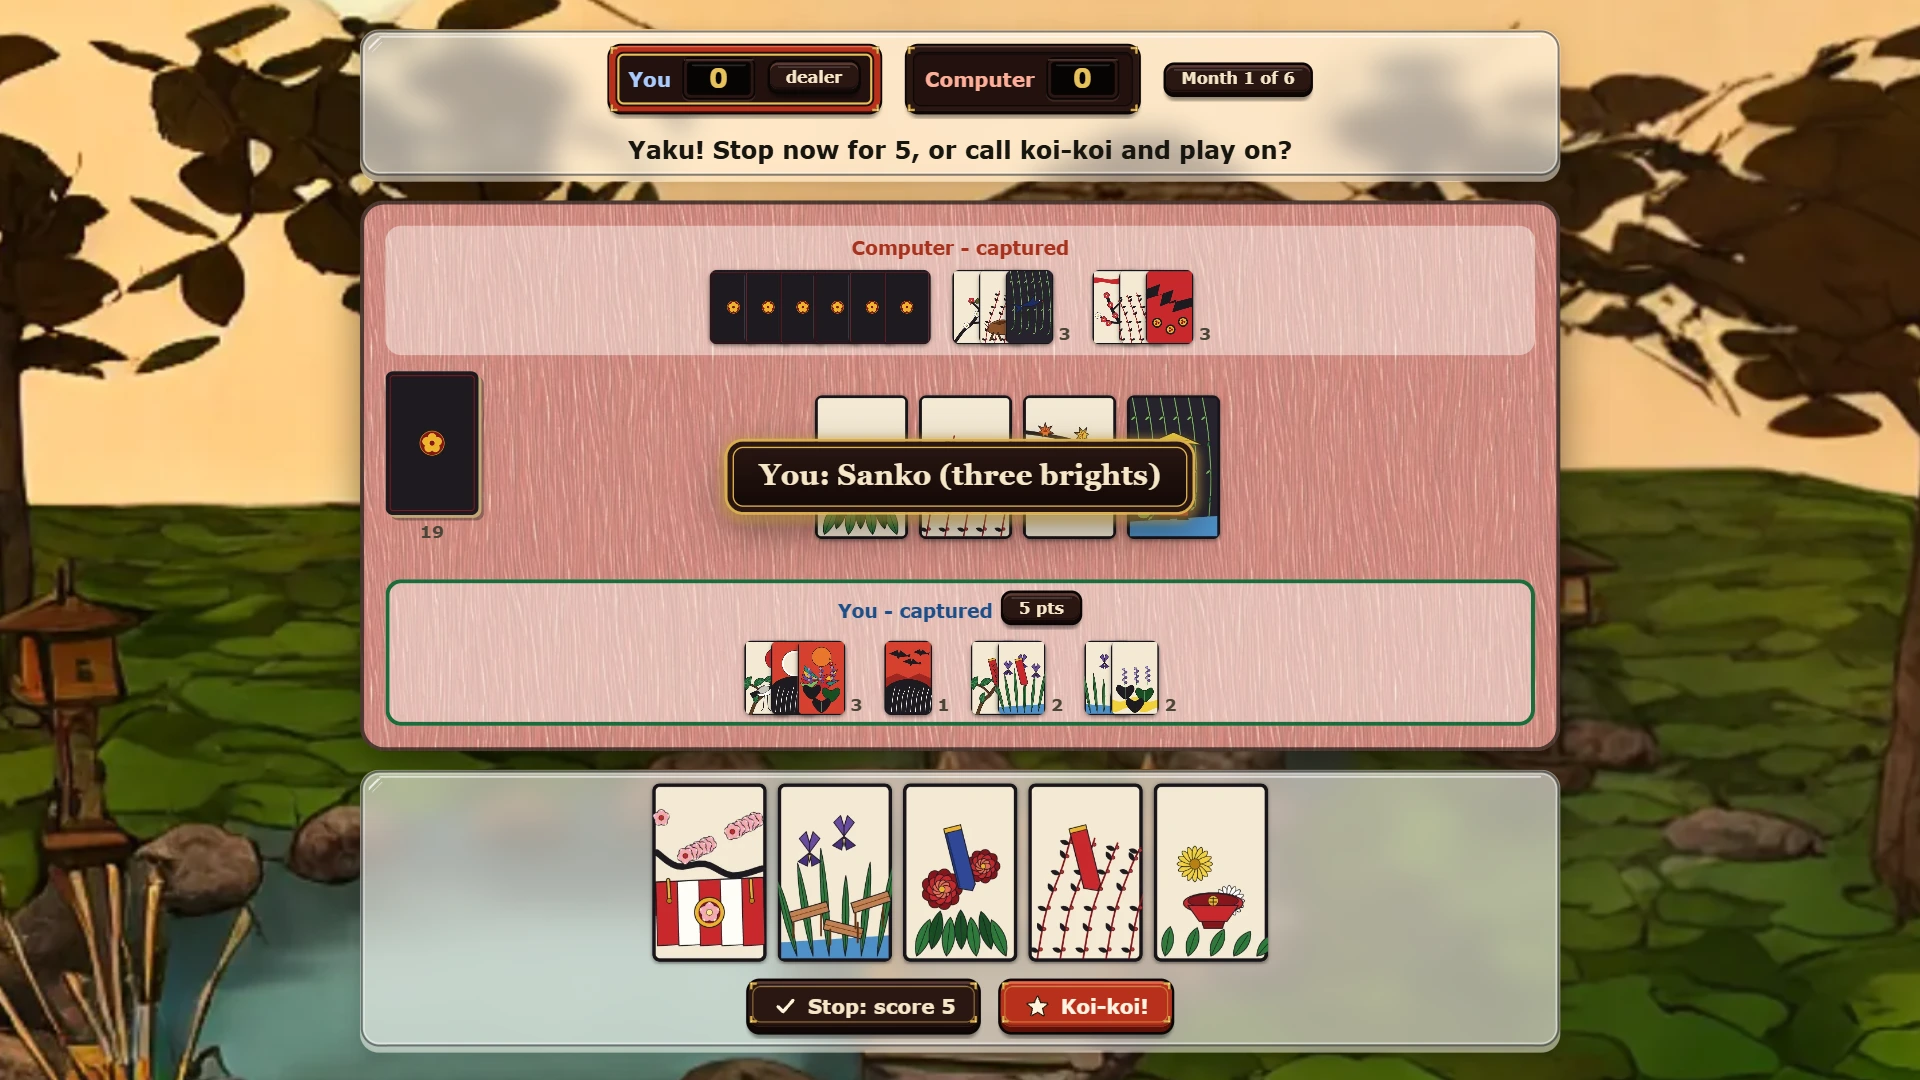 You 0 dealer
Computer 0
Month 1 of 6
Yaku! Stop now for 5, or call koi-koi and play on?
Computer - captured
3
3
19
You: Sanko (three brights)
You - captured 5 pts
3
1
2
2
Stop: score 5
Koi-koi!